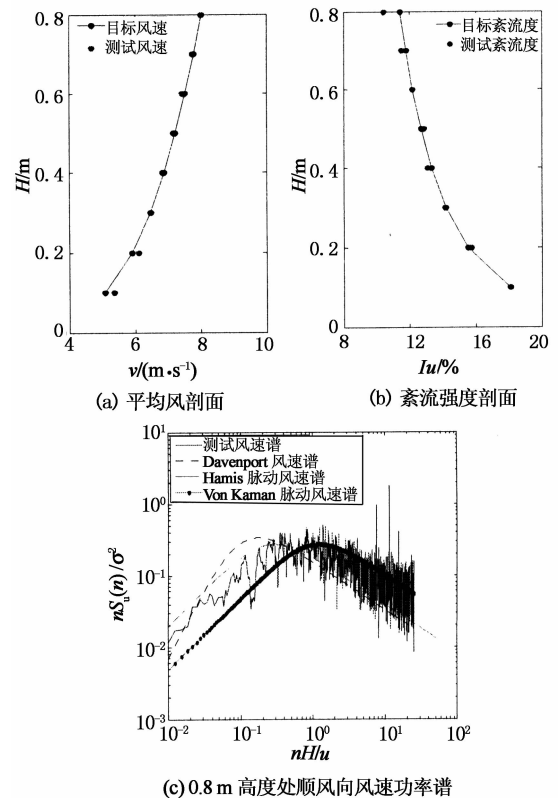 0.8
0.6
0.4
0.2
0
H/m
目标风速
测试风速
4
6
8
10
v/(m•s⁻¹)
(a) 平均风剖面
0.8
0.6
0.4
0.2
0
H/m
目标紊流度
测试紊流度
8
12
16
20
Iu/%
(b) 紊流强度剖面
10¹
10⁰
10⁻¹
10⁻²
10⁻³
nSᵤ(n)/σ²
测试风速谱
Davenport 风速谱
Hamis 脉动风速谱
Von Kaman 脉动风速谱
10⁻²
10⁻¹
10⁰
10¹
10²
nH/u
(c) 0.8 m 高度处顺风向风速功率谱